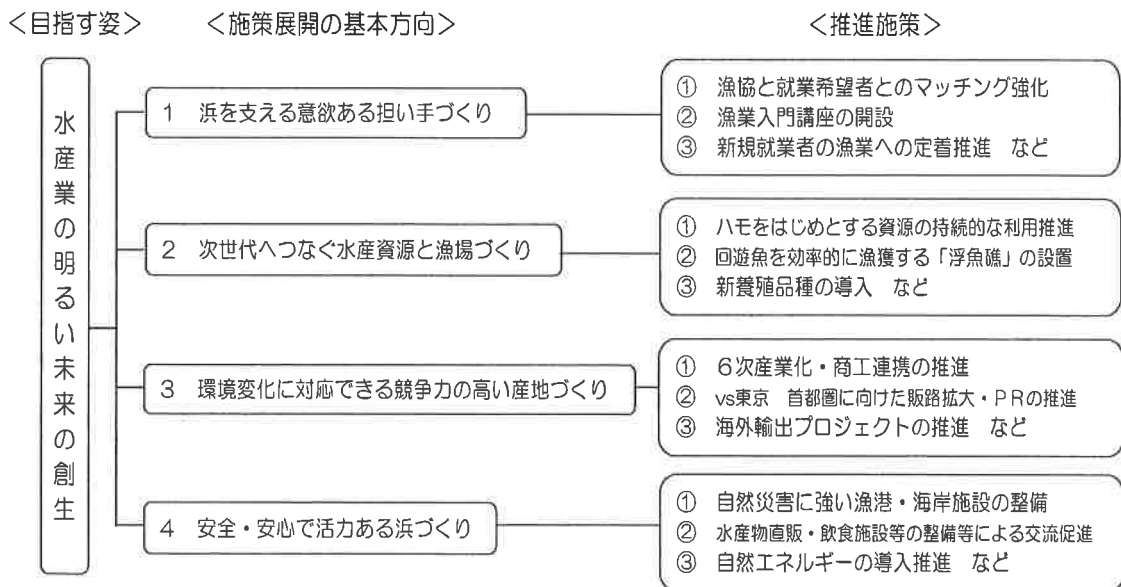 ＜目指す姿＞ ＜施策展開の基本方向＞ ＜推進施策＞
水産業の明るい未来の創生
1 浜を支える意欲ある担い手づくり
① 漁協と就業希望者とのマッチング強化
② 漁業入門講座の開設
③ 新規就業者の漁業への定着推進 など
2 次世代へつなぐ水産資源と漁場づくり
① ハモをはじめとする資源の持続的な利用推進
② 回遊魚を効率的に漁獲する「浮魚礁」の設置
③ 新養殖品種の導入 など
3 環境変化に対応できる競争力の高い産地づくり
① 6次産業化・商工連携の推進
② vs東京 首都圏に向けた販路拡大・PRの推進
③ 海外輸出プロジェクトの推進 など
4 安全・安心で活力ある浜づくり
① 自然災害に強い漁港・海岸施設の整備
② 水産物直販・飲食施設等の整備等による交流促進
③ 自然エネルギーの導入推進 など